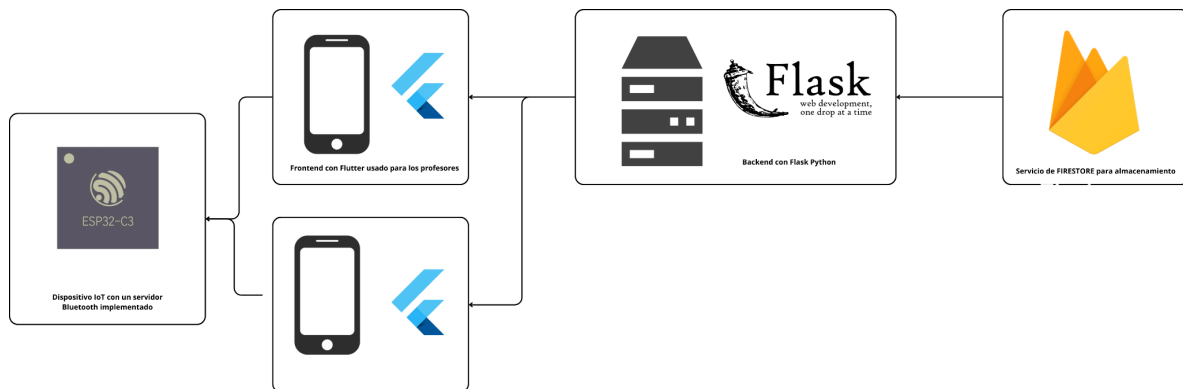 ESP32-C3
Dispositivo IoT con un servidor
Bluetooth implementado
Frontend con Flutter usado para los profesores
Flask
web development,
one drop at a time
Backend con Flask Python
Servicio de FIRESTORE para almacenamiento